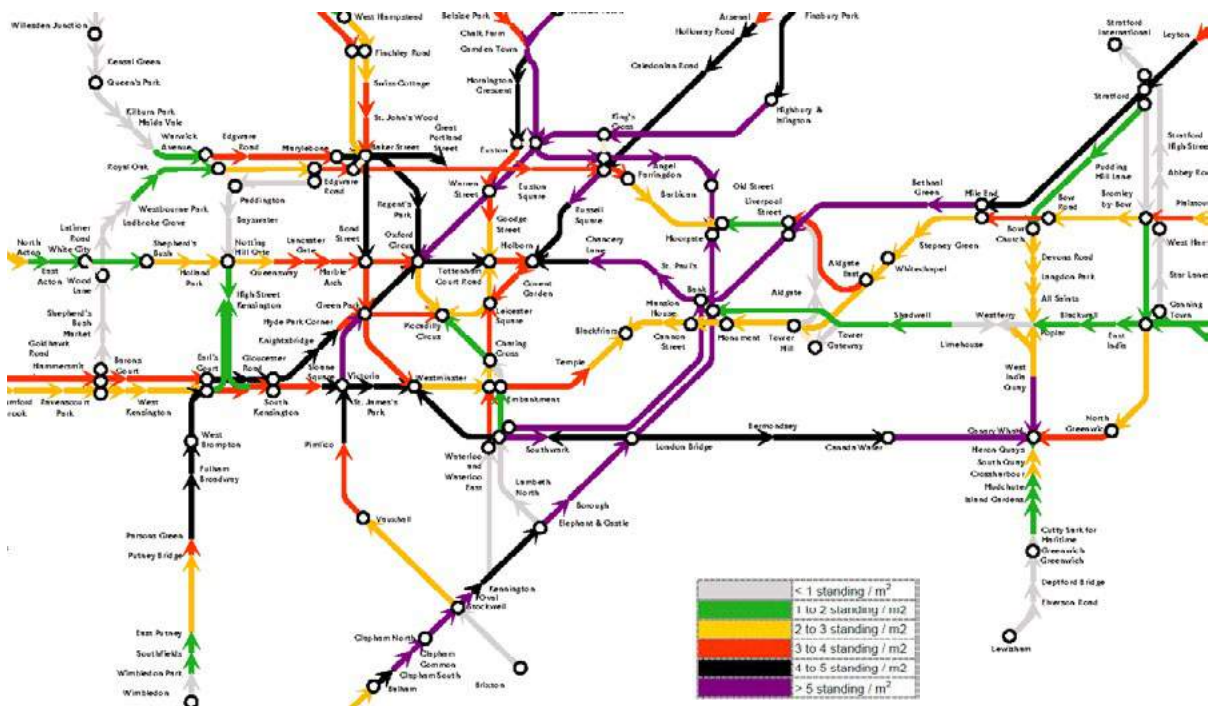 Willesden Junction
West Hampstead
Belsize Park
Chalk Farm
Camden Town
Arsenal
Holloway Road
Finsbury Park
Stratford
International
Leyton
Finchley Road
Kensal Green
Queen's Park
Swiss Cottage
Mornington
Crescent
Caledonian Road
Stratford
Kilburn Park
Maida Vale
St. John's Wood
Great
Portland
Street
King's
Cross
Highbury &
Islington
Warwick
Avenue
Edgware
Road
Marylebone
Baker Street
Euston
Stratford
High Street
Royal Oak
Edgware
Road
Warren
Street
Euston
Square
Angel
Farringdon
Pudding
Mill Lane
Abbey Road
Paddington
Barbican
Old Street
Liverpool
Street
Bethnal
Green
Mile End
Bow
Road
Bromley
by-Bow
Plaistow
Westbourne Park
Ladbroke Grove
Bayswater
Regent's
Park
Goodge
Street
Russell
Square
Latimer
Road
White City
North
Acton
East
Acton
Wood
Lane
Shepherd's
Bush
Holland
Park
Notting
Hill Gate
Queensway
Lancaster
Gate
Marble
Arch
Bond
Street
Oxford
Circus
Tottenham
Court Road
Holborn
Chancery
Lane
Covent
Garden
Moorgate
St. Paul's
Bow
Church
West Ham
Stepney Green
Whitechapel
Aldgate
East
Devons Road
Langdon Park
All Saints
Star Lane
Canning
Town
High Street
Kensington
Green Park
Hyde Park Corner
Knightsbridge
Piccadilly
Circus
Leicester
Square
Charing
Cross
Bank
Mansion
House
Blackfriars
Cannon
Street
Monument
Tower
Hill
Aldgate
Tower
Gateway
Shadwell
Limehouse
Westferry
Poplar
Blackwall
East
India
Shepherd's
Bush
Market
Goldhawk
Road
Barons
Court
Earl's
Court
Gloucester
Road
Sloane
Square
Victoria
Westminster
Temple
Embankment
West
India
Quay
Ravenscourt
Park
West
Kensington
South
Kensington
St. James's
Park
West
Brompton
Pimlico
Waterloo
and
Waterloo
East
Southwark
London Bridge
Bermondsey
Canada Water
Canary Wharf
North
Greenwich
Fulham
Broadway
Lambeth
North
Borough
Elephant & Castle
Heron Quays
South Quay
Crossharbour
Mudchute
Island Gardens
Parsons Green
Putney Bridge
Vauxhall
Kennington
Oval
Stockwell
Cutty Sark for
Maritime
Greenwich
Greenwich
Deptford Bridge
Elverson Road
Lewisham
East Putney
Southfields
Wimbledon Park
Wimbledon
Clapham North
Clapham
Common
Clapham South
Balham
Brixton
< 1 standing / m²
1 to 2 standing / m2
2 to 3 standing / m2
3 to 4 standing / m2
4 to 5 standing / m2
> 5 standing / m²